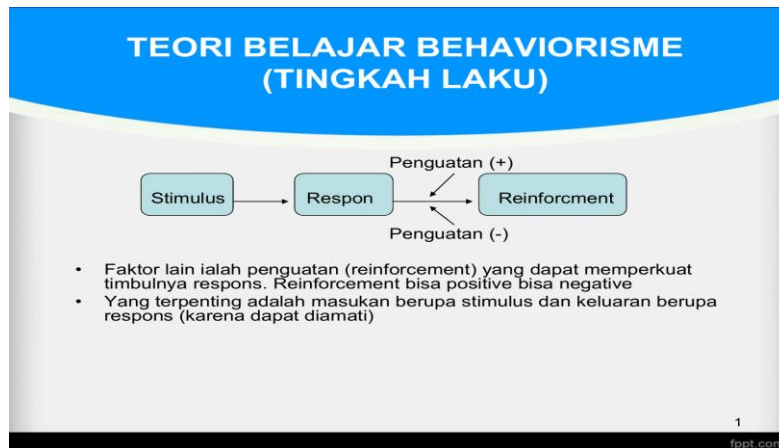 TEORI BELAJAR BEHAVIORISME
(TINGKAH LAKU)
Penguatan (+)
Stimulus
Respon
Reinforcment
Penguatan (-)
• Faktor lain ialah penguatan (reinforcement) yang dapat memperkuat
timbulnya respons. Reinforcement bisa positive bisa negative
• Yang terpenting adalah masukan berupa stimulus dan keluaran berupa
respons (karena dapat diamati)
1
fppt.com